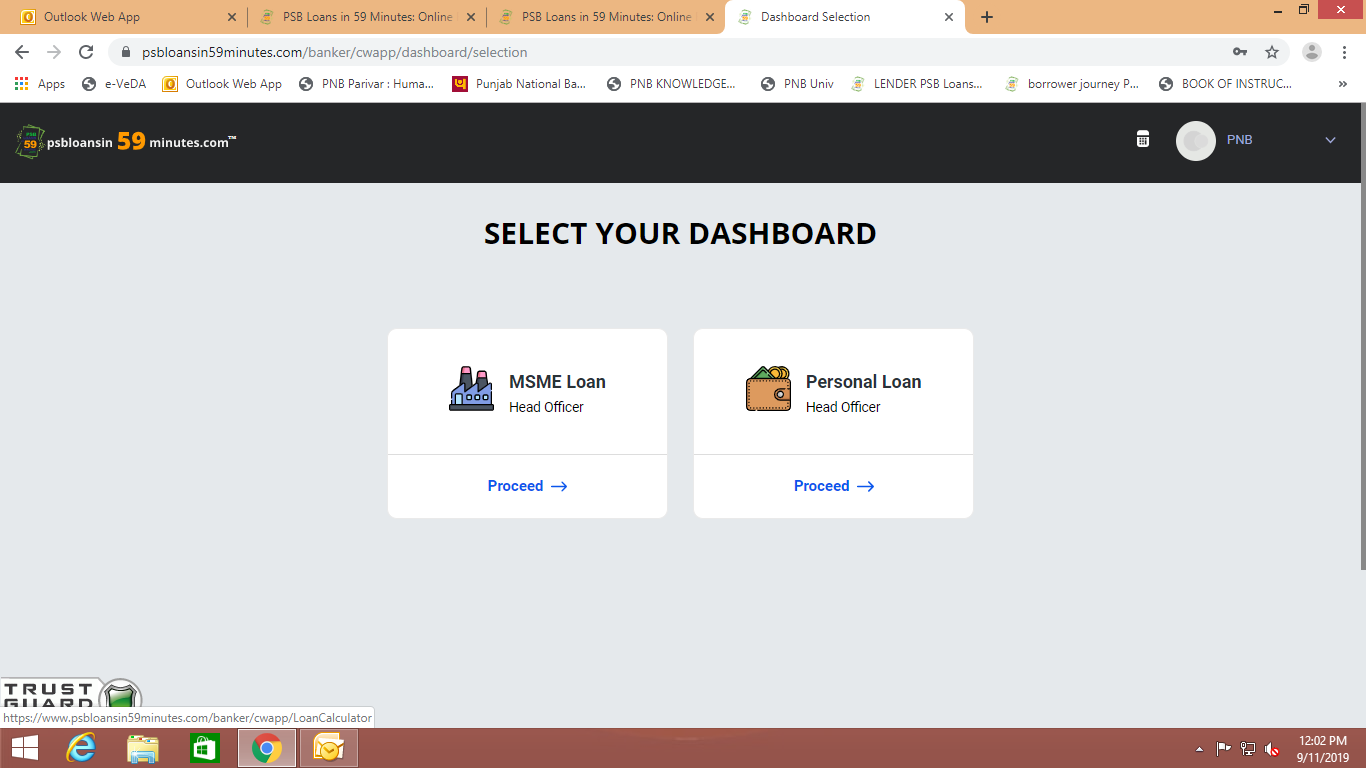 Outlook Web App
PSB Loans in 59 Minutes: Online
PSB Loans in 59 Minutes: Online
Dashboard Selection
psbloansin59minutes.com/banker/cwapp/dashboard/selection
Apps
e-VeDA
Outlook Web App
PNB Parivar : Huma...
Punjab National Ba...
PNB KNOWLEDGE...
PNB Univ
LENDER PSB Loans...
borrower journey P...
BOOK OF INSTRUC...
PSB
59
psbloansin 59 minutes.com™
PNB
SELECT YOUR DASHBOARD
MSME Loan
Head Officer
Proceed
Personal Loan
Head Officer
Proceed
TRUST
GUARD
https://www.psbloansin59minutes.com/banker/cwapp/LoanCalculator
12:02 PM
9/11/2019